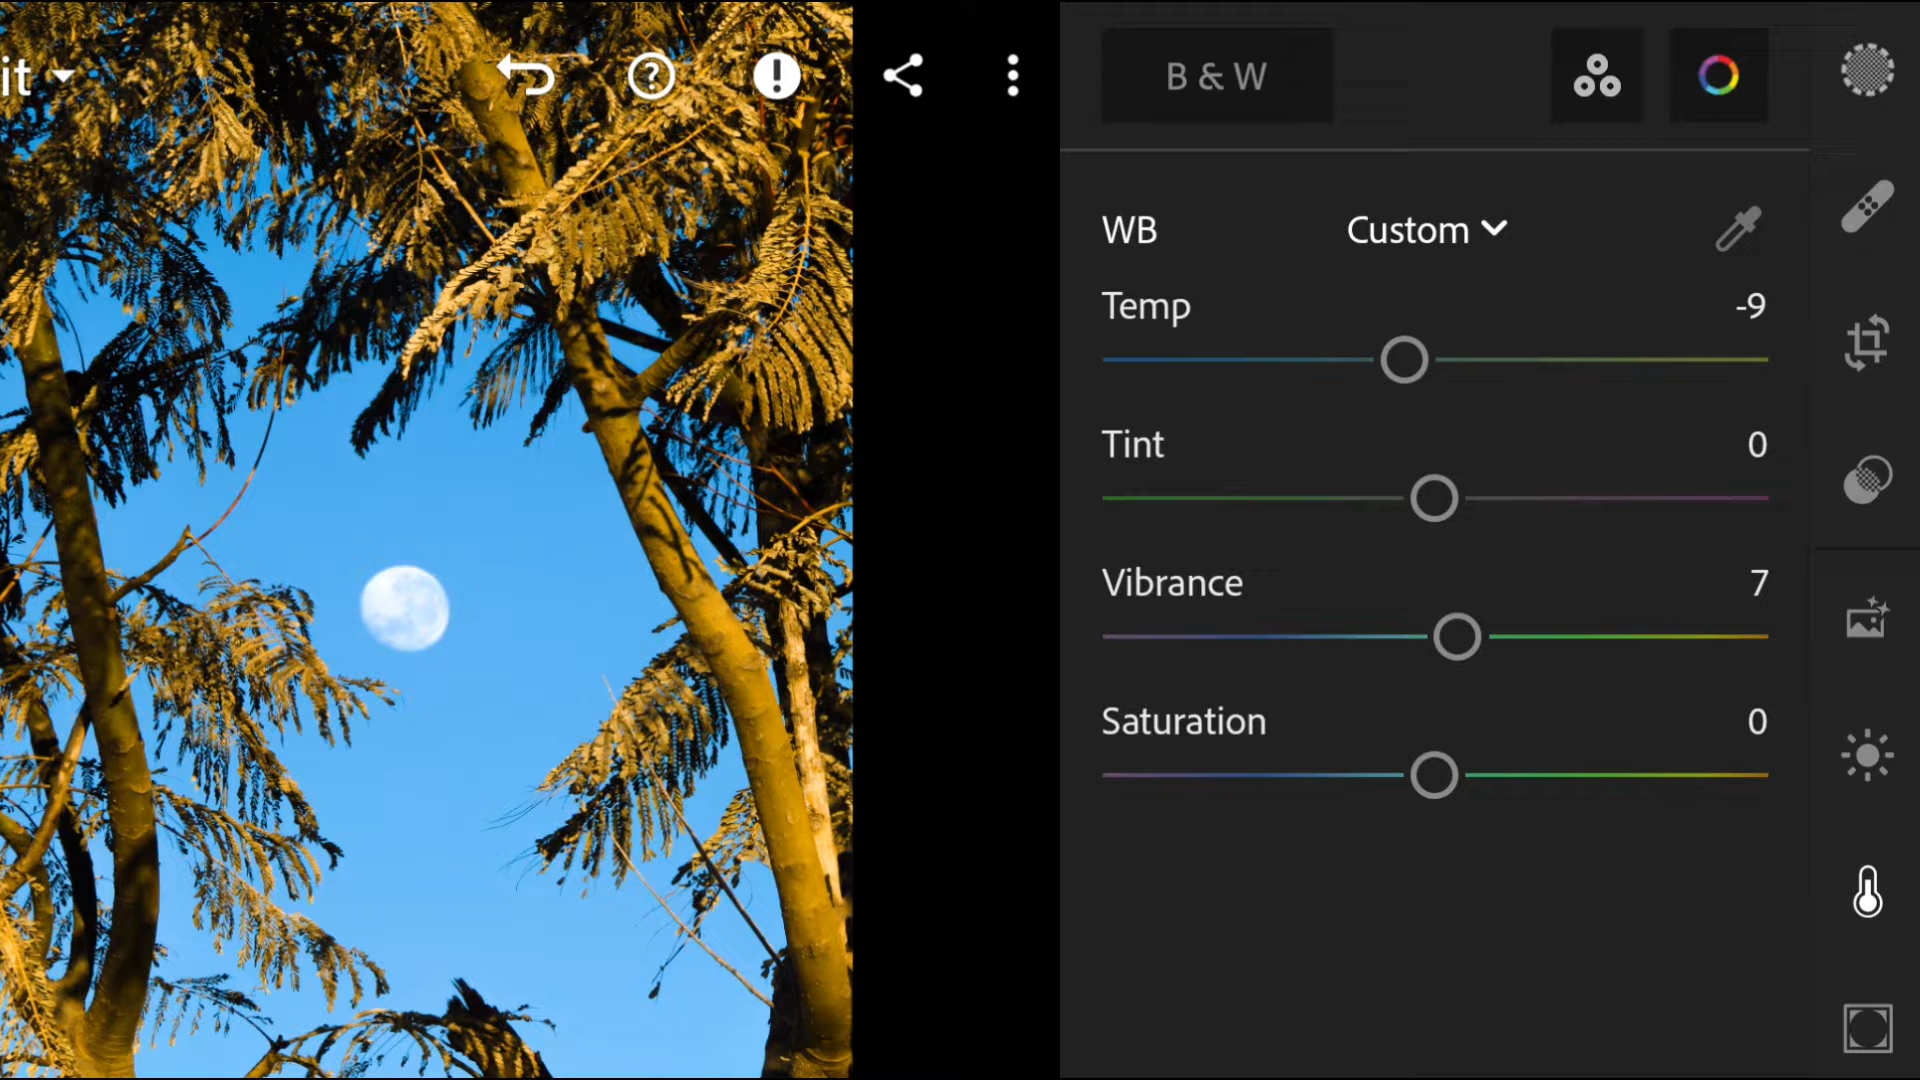 it
B & W
WB
Custom
Temp
-9
Tint
0
Vibrance
7
Saturation
0